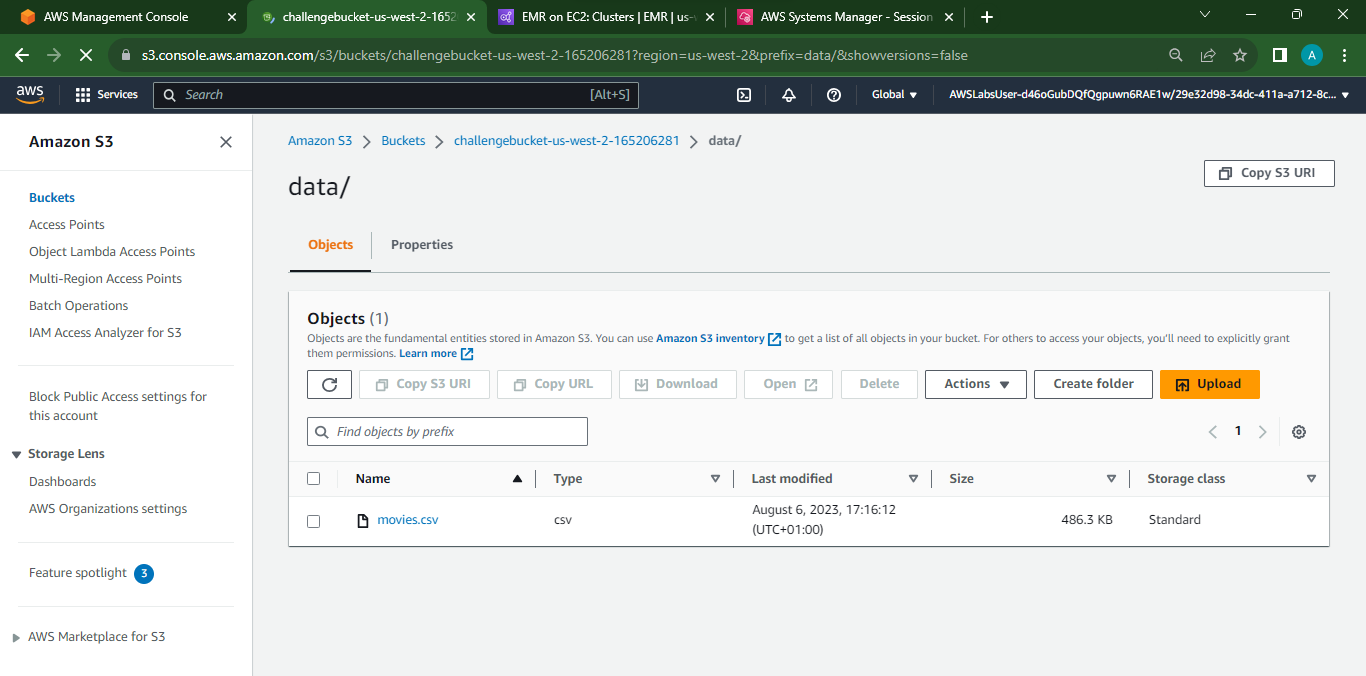 AWS Management Console
challengebucket-us-west-2-1652
EMR on EC2: Clusters | EMR | us-
AWS Systems Manager - Session
s3.console.aws.amazon.com/s3/buckets/challengebucket-us-west-2-165206281?region=us-west-2&prefix=data/&showversions=false
A
aws
Services
Search
[Alt+S]
Global
AWSLabsUser-d46oGubDQfQgpuwn6RAE1w/29e32d98-34dc-411a-a712-8c...
Amazon S3
Buckets
Access Points
Object Lambda Access Points
Multi-Region Access Points
Batch Operations
IAM Access Analyzer for S3
Block Public Access settings for
this account
Storage Lens
Dashboards
AWS Organizations settings
Feature spotlight 3
AWS Marketplace for S3
Amazon S3 > Buckets > challengebucket-us-west-2-165206281 > data/
data/
Copy S3 URI
Objects
Properties
Objects (1)
Objects are the fundamental entities stored in Amazon S3. You can use Amazon S3 inventory to get a list of all objects in your bucket. For others to access your objects, you'll need to explicitly grant
them permissions. Learn more
Copy S3 URI
Copy URL
Download
Open
Delete
Actions
Create folder
Upload
Find objects by prefix
1
Name Type Last modified Size Storage class
movies.csv csv August 6, 2023, 17:16:12
(UTC+01:00)
486.3 KB Standard